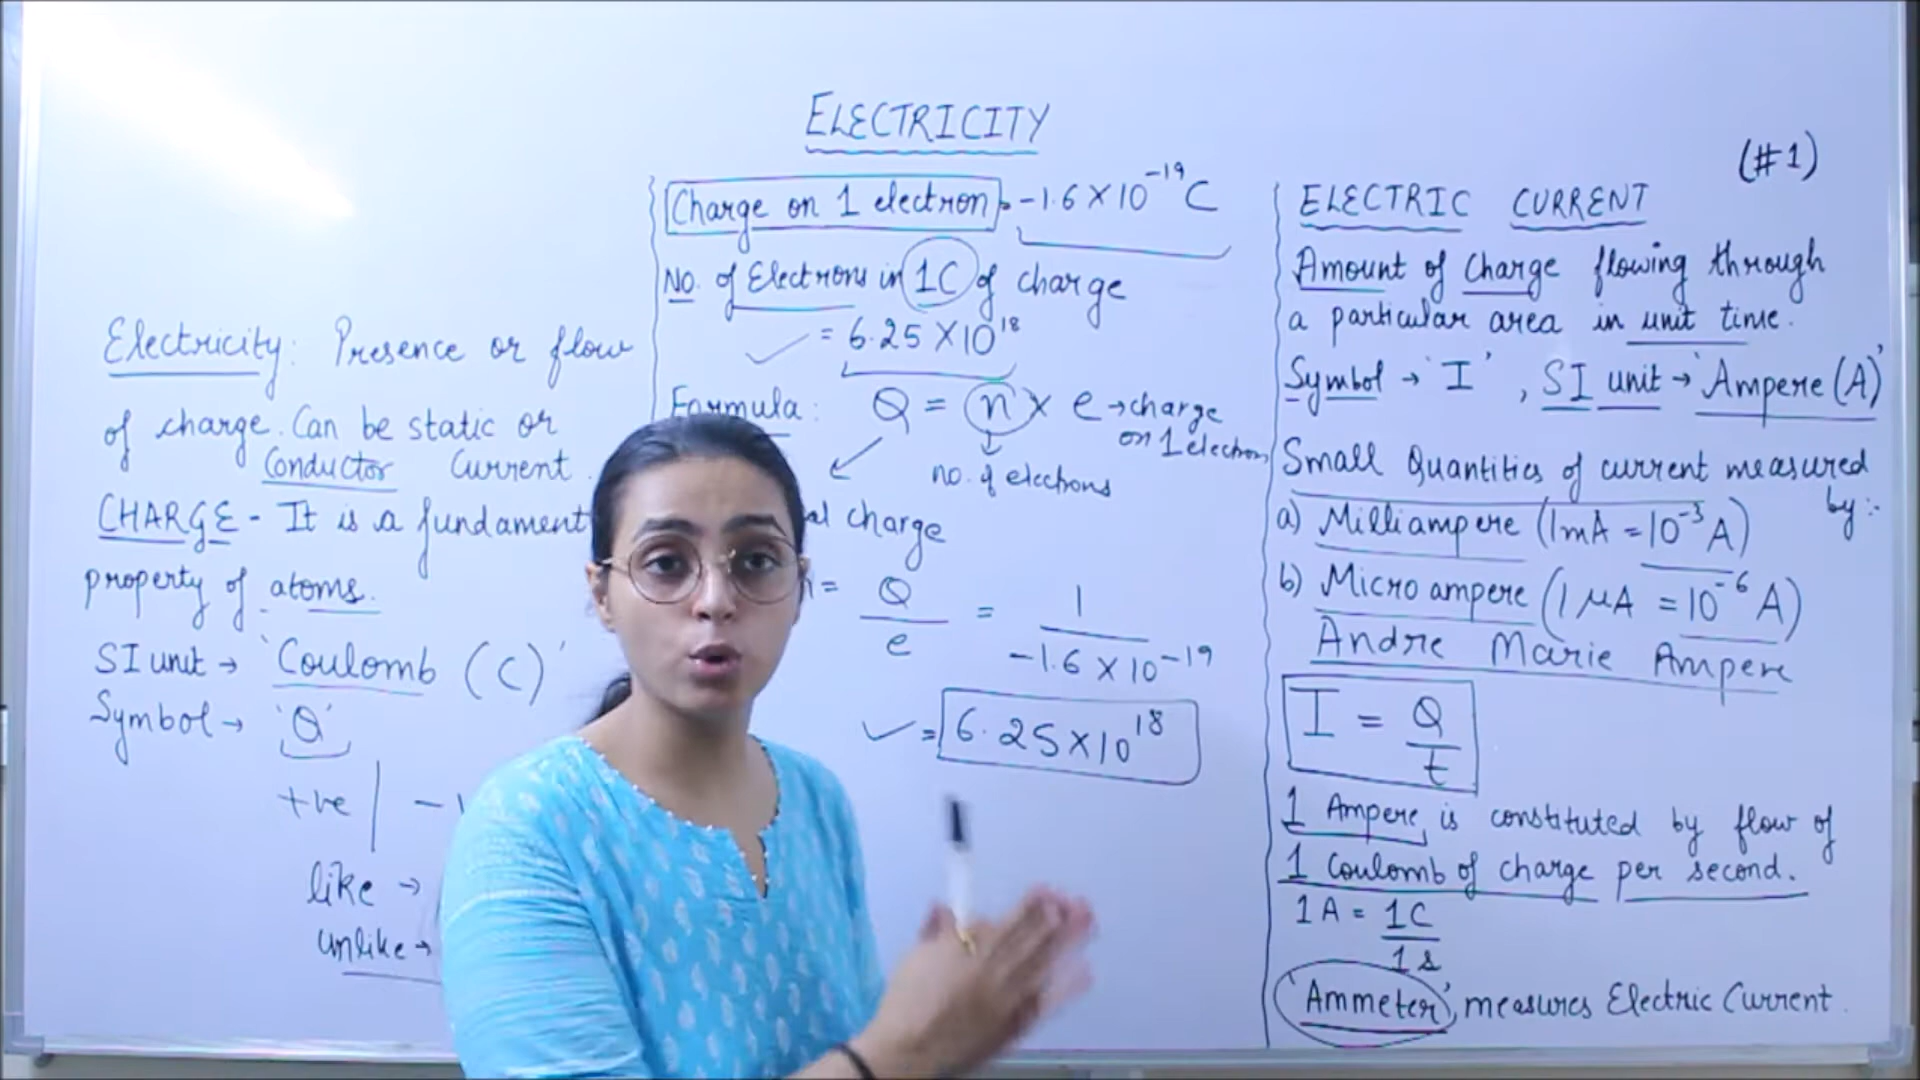 ELECTRICITY
(#1)
Electricity: Presence or flow
of charge. Can be static or
Conductor Current.
CHARGE - It is a fundament
property of atoms.
SI unit → 'Coulomb (C)'
Symbol → 'Q'
+ve | -
like →
unlike →
Charge on 1 electron = -1.6 × 10⁻¹⁹ C
No. of Electrons in 1C of charge
= 6.25 × 10¹⁸
Formula: Q = n × e → charge
on 1 electron
no. of electrons
al charge
n = Q/e = 1/-1.6 × 10⁻¹⁹
= 6.25 × 10¹⁸
ELECTRIC CURRENT
Amount of Charge flowing through
a particular area in unit time.
Symbol → 'I', SI unit → 'Ampere (A)'
Small Quantities of current measured
by:-
a) Milliampere (1mA = 10⁻³ A)
b) Micro ampere (1 μA = 10⁻⁶ A)
Andre Marie Ampere
I = Q/t
1 Ampere is constituted by flow of
1 Coulomb of charge per second.
1 A = 1C/1s
'Ammeter' measures Electric Current.